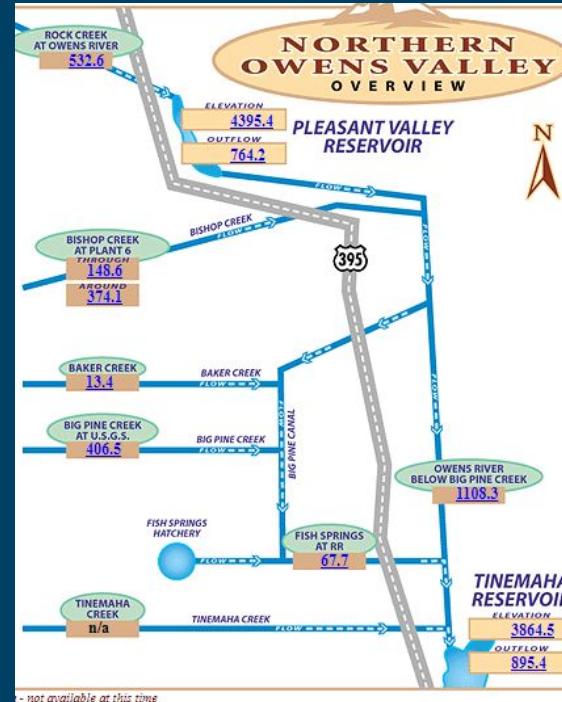 NORTHERN
OWENS VALLEY
OVERVIEW
ROCK CREEK
AT OWENS RIVER
532.6
ELEVATION
4395.4
OUTFLOW
764.2
PLEASANT VALLEY
RESERVOIR
N
FLOW
BISHOP CREEK
FLOW
FLOW
BISHOP CREEK
AT PLANT 6
THROUGH
148.6
AROUND
374.1
395
BAKER CREEK
13.4
BAKER CREEK
FLOW
FLOW
BIG PINE CANAL
BIG PINE CREEK
AT U.S.G.S.
406.5
BIG PINE CREEK
FLOW
OWENS RIVER
BELOW BIG PINE CREEK
1108.3
FISH SPRINGS
HATCHERY
FLOW
FISH SPRINGS
AT RR
67.7
TINEMAHA
RESERVOI
ELEVATION
3864.5
OUTFLOW
895.4
TINEMAHA
CREEK
n/a
TINEMAHA CREEK
FLOW
- not available at this time